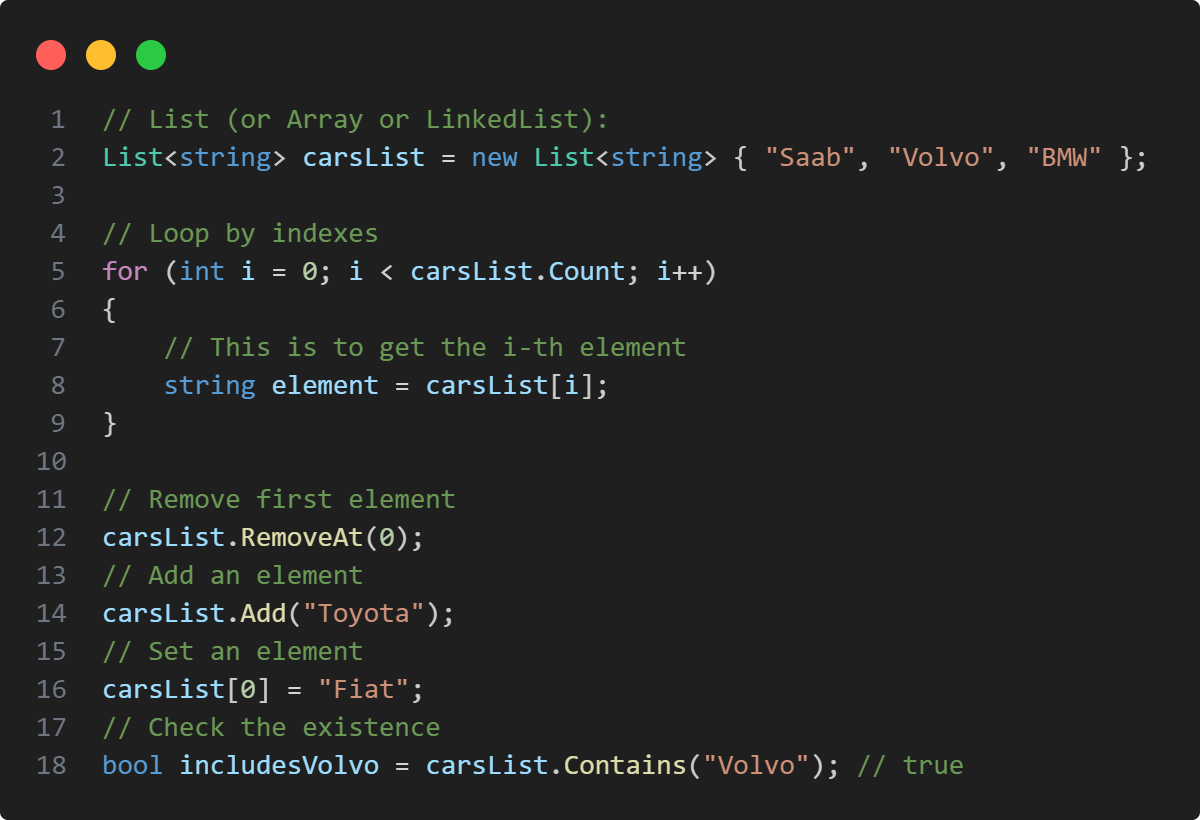 1 // List (or Array or LinkedList):
2 List<string> carsList = new List<string> { "Saab", "Volvo", "BMW" };
3
4 // Loop by indexes
5 for (int i = 0; i < carsList.Count; i++)
6 {
7     // This is to get the i-th element
8     string element = carsList[i];
9 }
10
11 // Remove first element
12 carsList.RemoveAt(0);
13 // Add an element
14 carsList.Add("Toyota");
15 // Set an element
16 carsList[0] = "Fiat";
17 // Check the existence
18 bool includesVolvo = carsList.Contains("Volvo"); // true